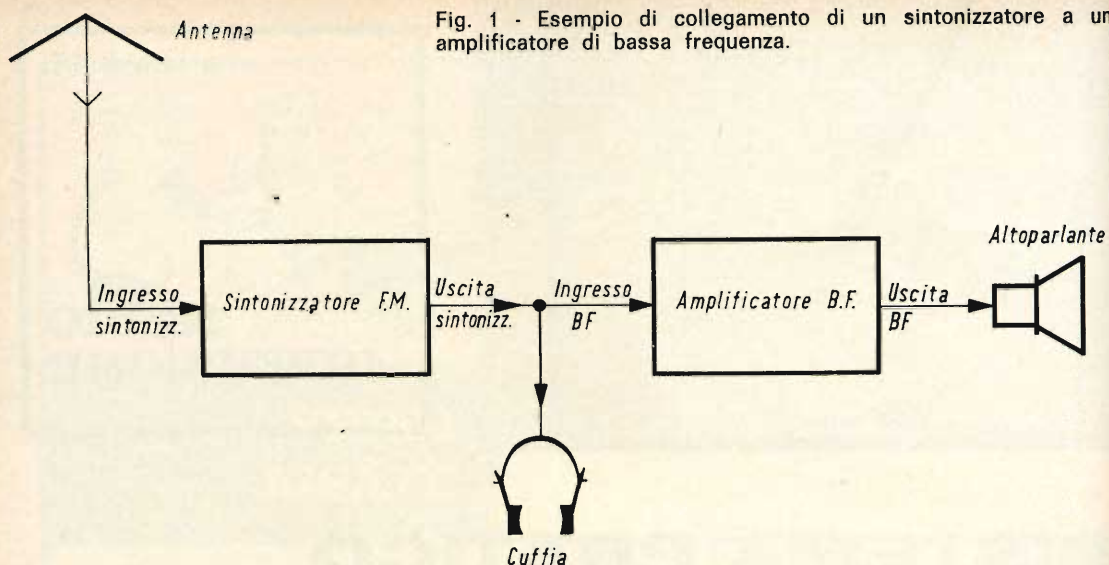 Fig. 1 - Esempio di collegamento di un sintonizzatore a un
amplificatore di bassa frequenza.
Antenna
Ingresso
sintonizz.
Sintonizzatore F.M.
Uscita
sintonizz.
Ingresso
BF
Amplificatore B.F.
Uscita
BF
Altoparlante
Cuffia